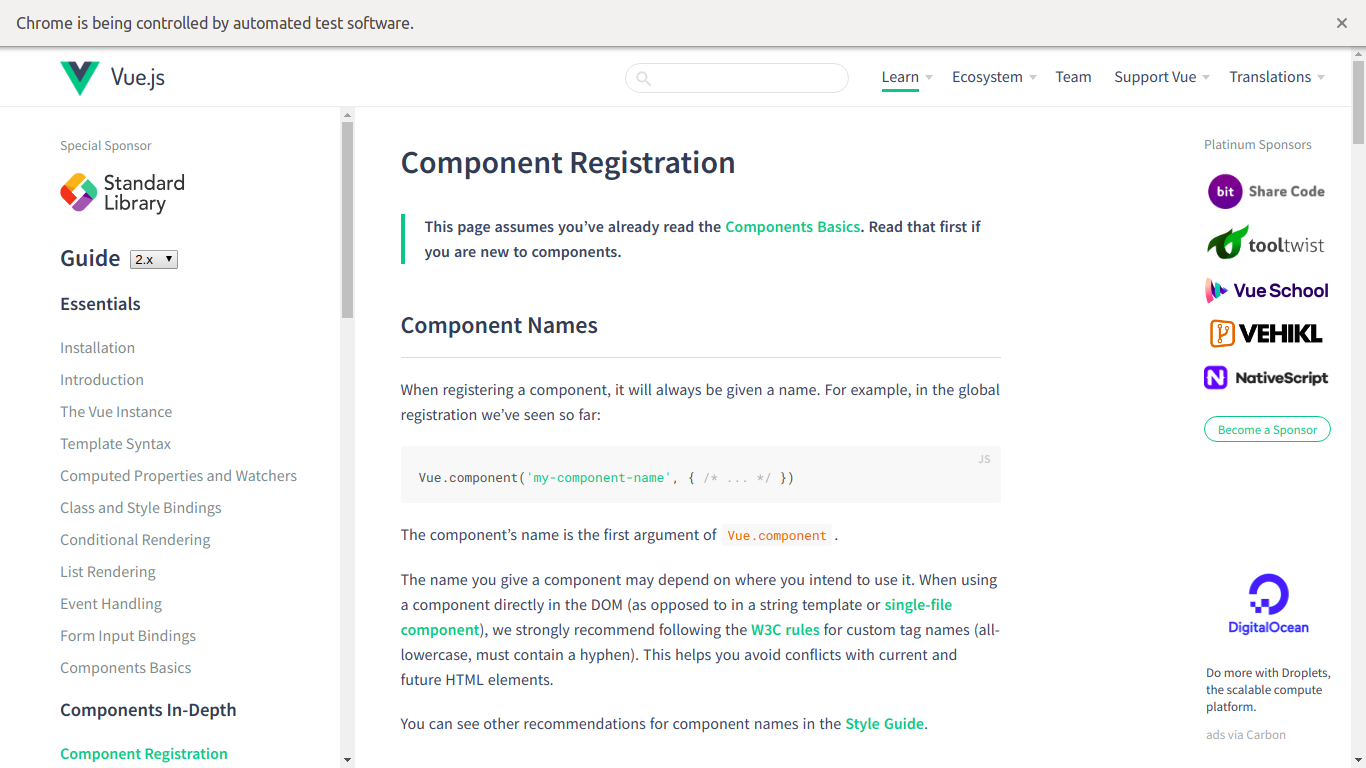 Chrome is being controlled by automated test software.
Vue.js
Learn
Ecosystem
Team
Support Vue
Translations
Special Sponsor
Standard
Library
Guide
2.x
Essentials
Installation
Introduction
The Vue Instance
Template Syntax
Computed Properties and Watchers
Class and Style Bindings
Conditional Rendering
List Rendering
Event Handling
Form Input Bindings
Components Basics
Components In-Depth
Component Registration
Component Registration
This page assumes you’ve already read the Components Basics. Read that first if
you are new to components.
Component Names
When registering a component, it will always be given a name. For example, in the global
registration we’ve seen so far:
JS
Vue.component('my-component-name', { /* ... */ })
The component’s name is the first argument of Vue.component .
The name you give a component may depend on where you intend to use it. When using
a component directly in the DOM (as opposed to in a string template or single-file
component), we strongly recommend following the W3C rules for custom tag names (all-
lowercase, must contain a hyphen). This helps you avoid conflicts with current and
future HTML elements.
You can see other recommendations for component names in the Style Guide.
Platinum Sponsors
bit Share Code
tooltwist
Vue School
VEHIKL
NativeScript
Become a Sponsor
DigitalOcean
Do more with Droplets,
the scalable compute
platform.
ads via Carbon